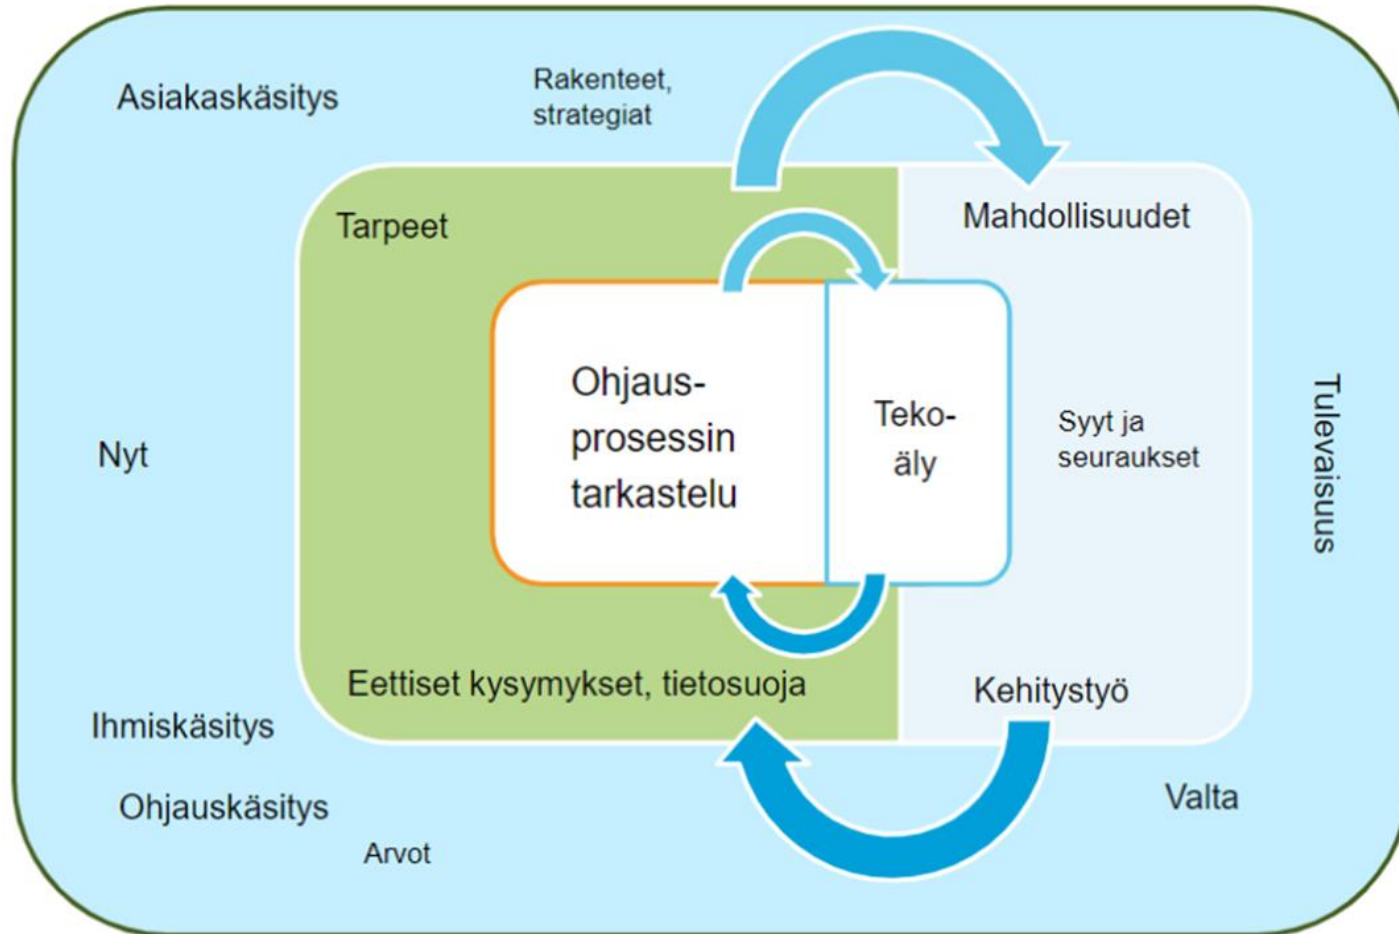 Asiakaskäsitys
Rakenteet,
strategiat
Tarpeet
Mahdollisuudet
Ohjaus-
prosessin
tarkastelu
Teko-
äly
Syyt ja
seuraukset
Nyt
Tulevaisuus
Eettiset kysymykset, tietosuoja
Kehitystyö
Ihmiskäsitys
Ohjauskäsitys
Arvot
Valta